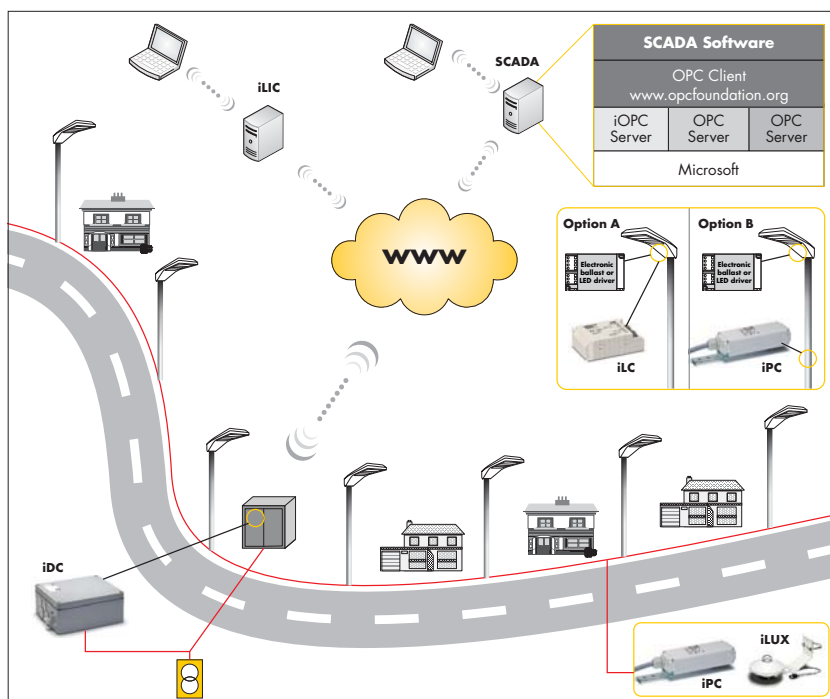 iLIC
SCADA
SCADA Software
OPC Client
www.opcfoundation.org
iOPC
Server
OPC
Server
OPC
Server
Microsoft
www
Option A
Electronic
ballast or
LED driver
iLC
Option B
Electronic
ballast or
LED driver
iPC
iDC
iPC
iLUX